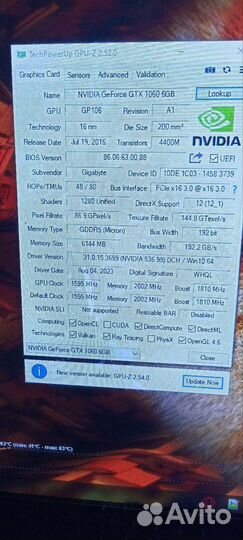 TechPowerUp GPU-Z 2.52.0
Graphics Card Sensors Advanced Validation
Name NVIDIA GeForce GTX 1060 6GB Lookup
GPU GP106 Revision A1
Technology 16 nm Die Size 200 mm²
Release Date Jul 19, 2016 Transistors 4400M
NVIDIA
BIOS Version 86.06.63.00.88 UEFI
Subvendor Gigabyte Device ID 10DE 1C03 - 1458 3739
ROPs/TMUs 48 / 80 Bus Interface PCIe x16 3.0 @ x16 3.0 ?
Shaders 1280 Unified DirectX Support 12 (12_1)
Pixel Fillrate 86.9 GPixel/s Texture Fillrate 144.8 GTexel/s
Memory Type GDDR5 (Micron) Bus Width 192 bit
Memory Size 6144 MB Bandwidth 192.2 GB/s
Driver Version 31.0.15.3699 (NVIDIA 536.99) DCH / Win10 64
Driver Date Aug 04, 2023 Digital Signature WHQL
GPU Clock 1595 MHz Memory 2002 MHz Boost 1810 MHz
Default Clock 1595 MHz Memory 2002 MHz Boost 1810 MHz
NVIDIA SLI Not supported Resizable BAR Disabled
Computing OpenCL CUDA DirectCompute DirectML
Technologies Vulkan Ray Tracing PhysX OpenGL 4.6
NVIDIA GeForce GTX 1060 6GB Close
New version available: GPU-Z 2.54.0 Update Now
63°C (min: 41°C - max: 63°C)
Avito